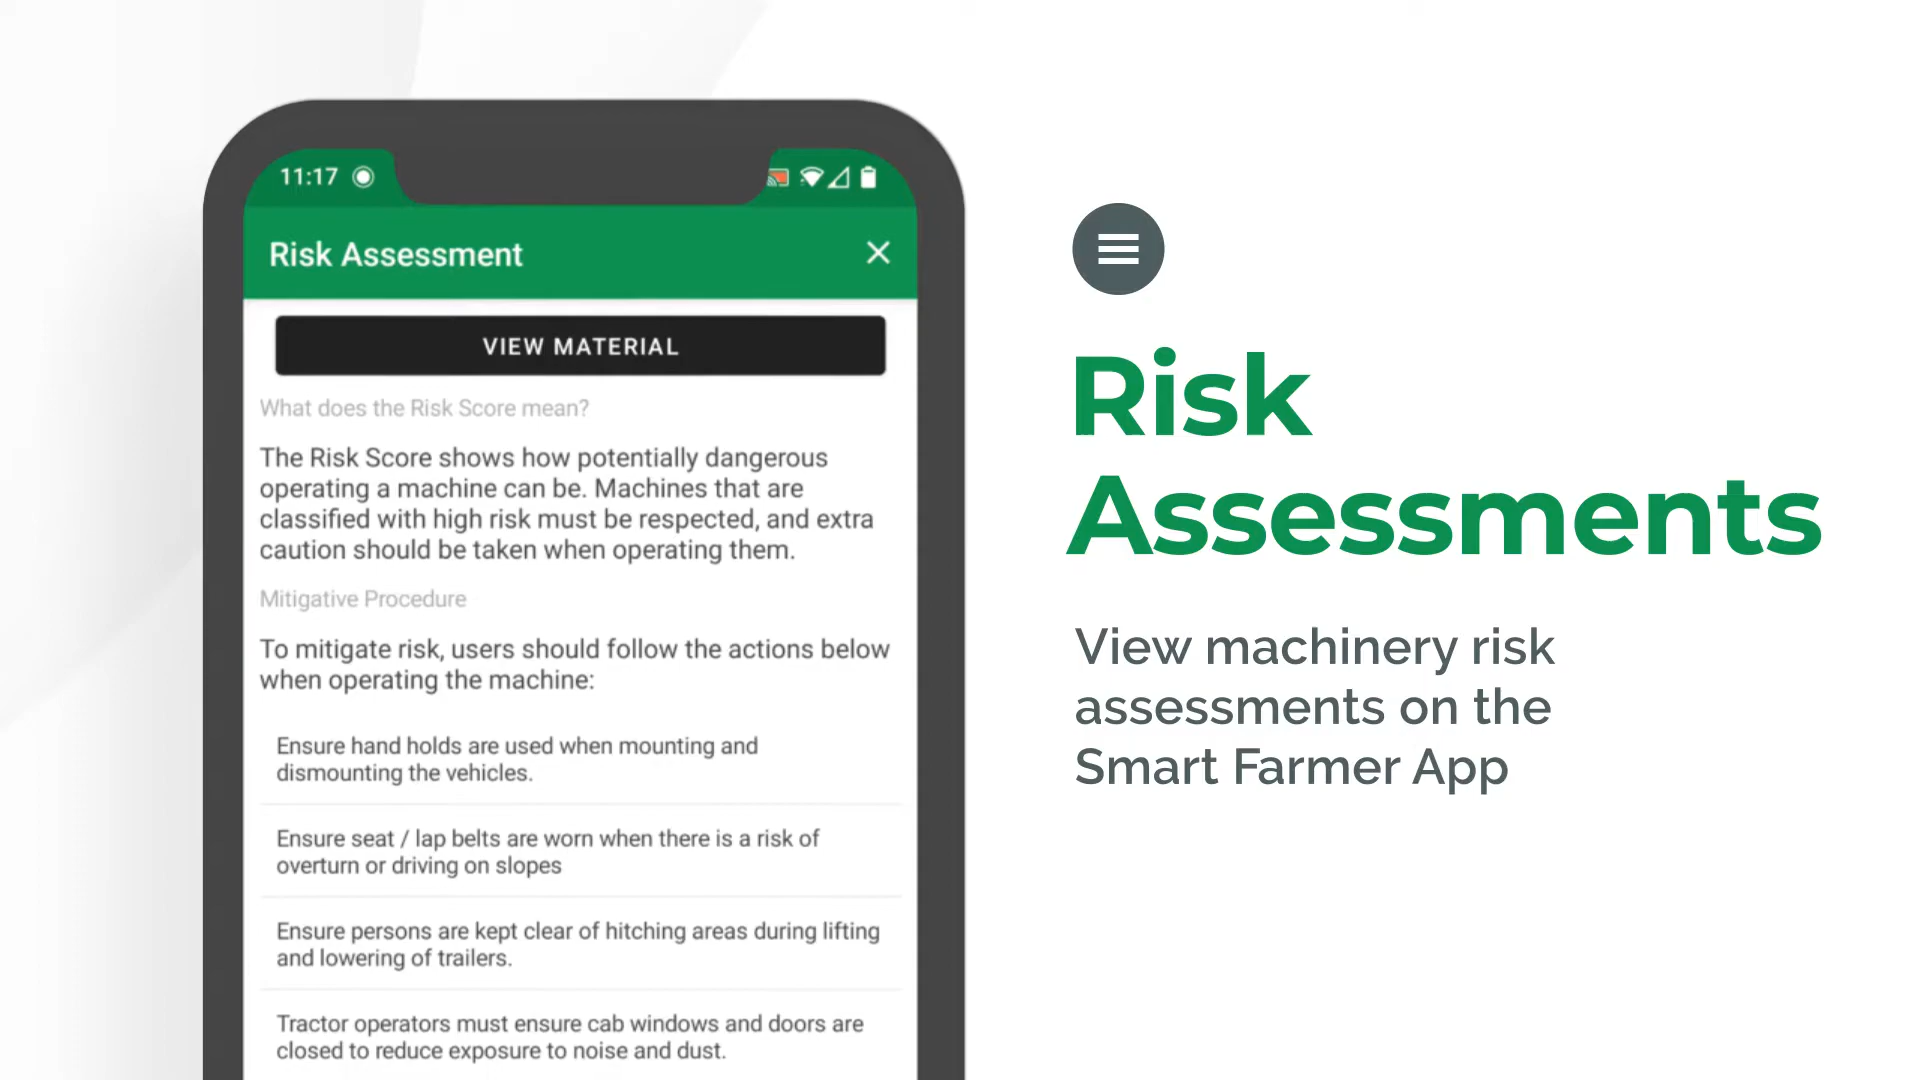 11:17
Risk Assessment
VIEW MATERIAL
What does the Risk Score mean?
The Risk Score shows how potentially dangerous
operating a machine can be. Machines that are
classified with high risk must be respected, and extra
caution should be taken when operating them.
Mitigative Procedure
To mitigate risk, users should follow the actions below
when operating the machine:
Ensure hand holds are used when mounting and
dismounting the vehicles.
Ensure seat / lap belts are worn when there is a risk of
overturn or driving on slopes
Ensure persons are kept clear of hitching areas during lifting
and lowering of trailers.
Tractor operators must ensure cab windows and doors are
closed to reduce exposure to noise and dust.
Risk
Assessments
View machinery risk
assessments on the
Smart Farmer App